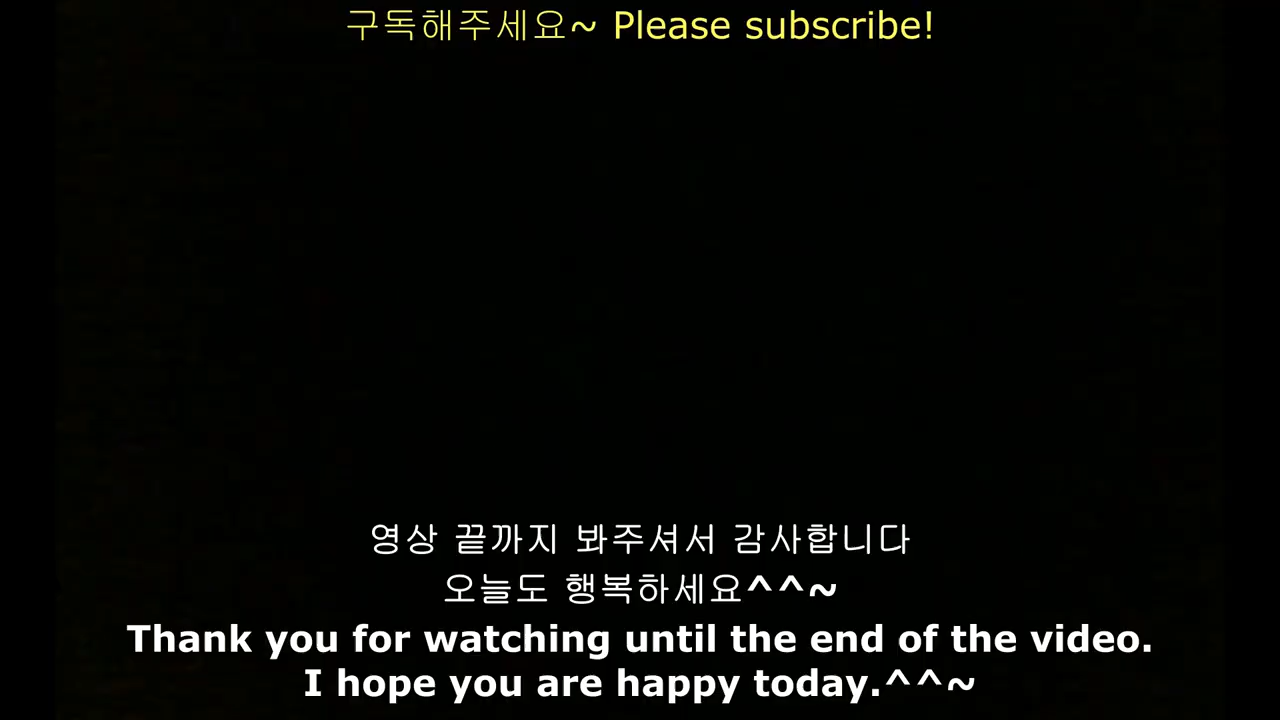 구독해주세요~ Please subscribe!
영상 끝까지 봐주셔서 감사합니다
오늘도 행복하세요^^~
Thank you for watching until the end of the video.
I hope you are happy today.^^~